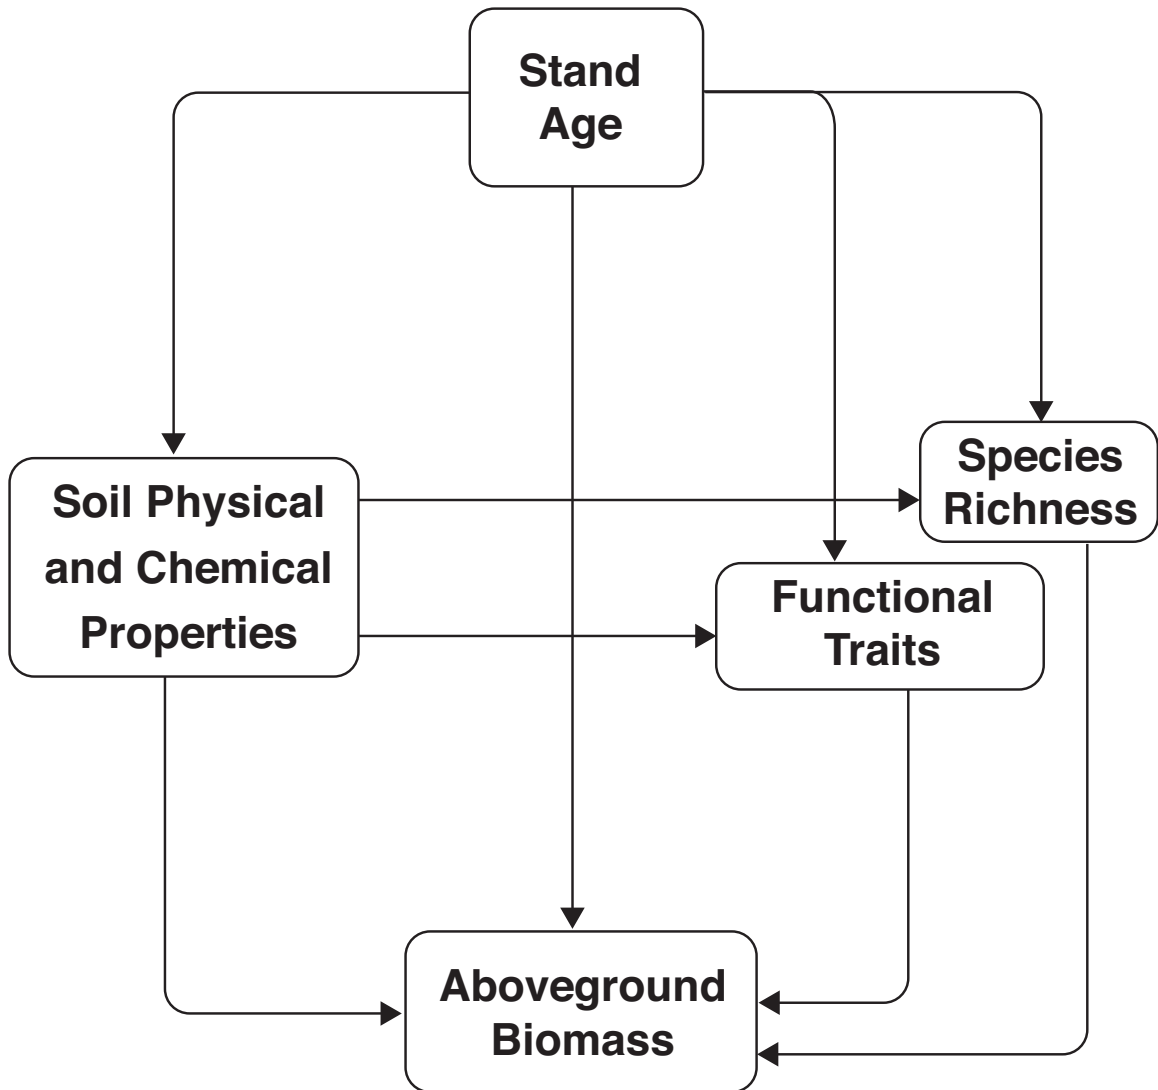 Stand
Age
Species
Richness
Soil Physical
and Chemical
Properties
Functional
Traits
Aboveground
Biomass